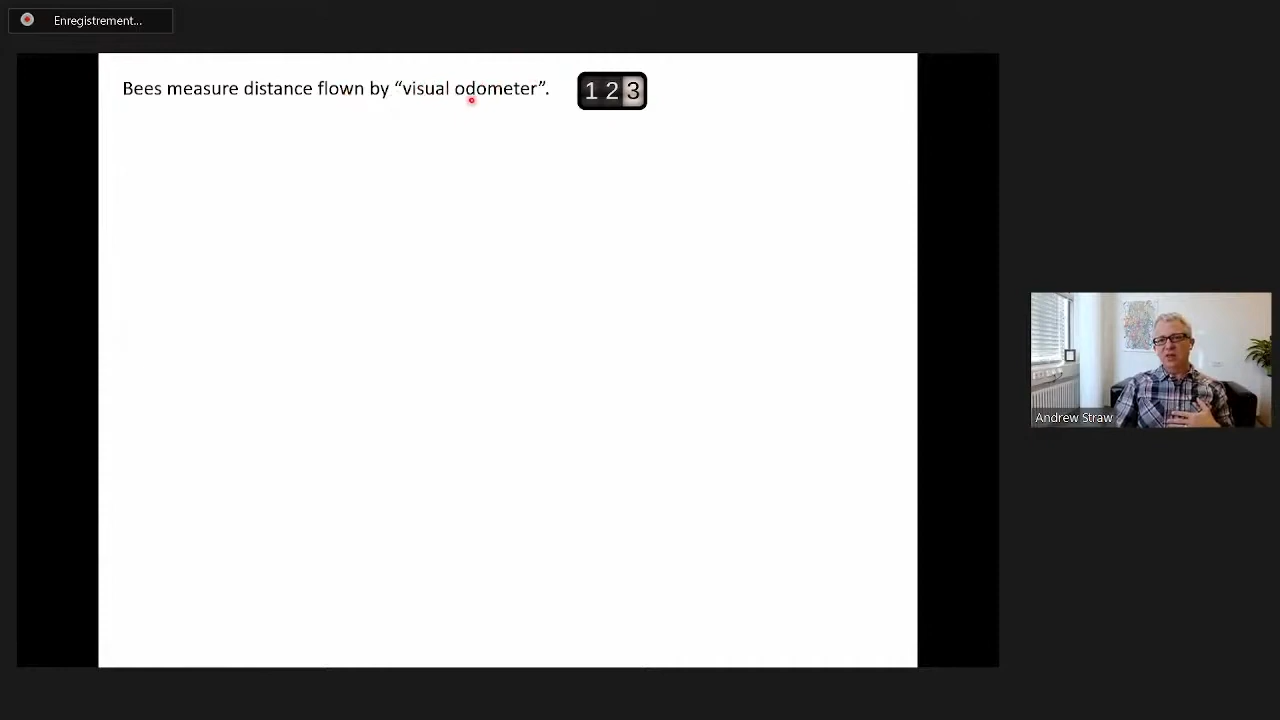 Enregistrement...
Bees measure distance flown by “visual odometer”.
1 2 3
Andrew Straw